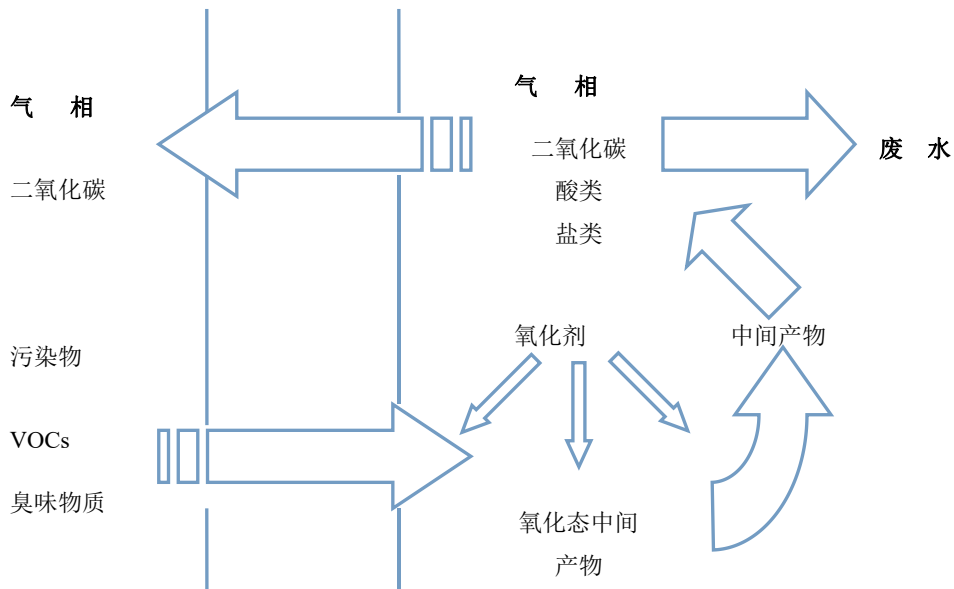 气 相
气 相
二氧化碳
废 水
二氧化碳
酸类
盐类
氧化剂
中间产物
污染物
VOCs
臭味物质
氧化态中间
产物